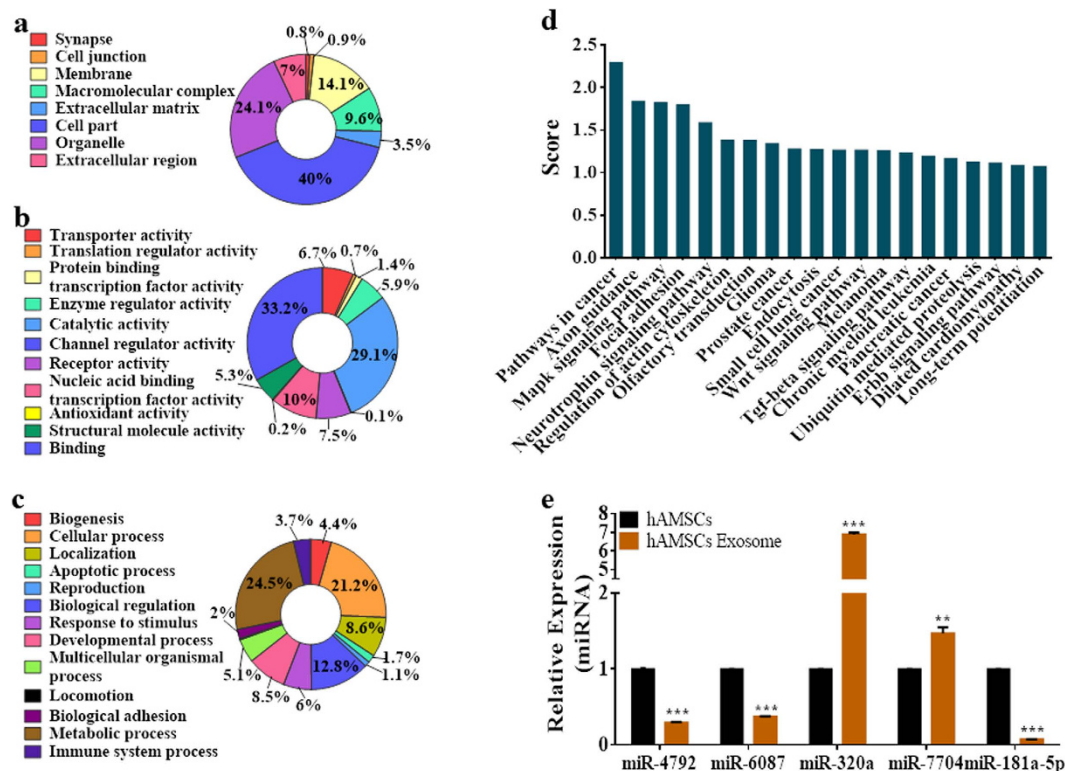 a
Synapse
Cell junction
Membrane
Macromolecular complex
Extracellular matrix
Cell part
Organelle
Extracellular region
0.8%
0.9%
14.1%
9.6%
3.5%
40%
24.1%
7%
b
Transporter activity
Translation regulator activity
Protein binding
transcription factor activity
Enzyme regulator activity
Catalytic activity
Channel regulator activity
Receptor activity
Nucleic acid binding
transcription factor activity
Antioxidant activity
Structural molecule activity
Binding
6.7%
0.7%
1.4%
5.9%
29.1%
0.1%
7.5%
10%
0.2%
5.3%
33.2%
c
Biogenesis
Cellular process
Localization
Apoptotic process
Reproduction
Biological regulation
Response to stimulus
Developmental process
Multicellular organismal
process
Locomotion
Biological adhesion
Metabolic process
Immune system process
3.7%
4.4%
21.2%
8.6%
1.7%
1.1%
12.8%
6%
8.5%
5.1%
2%
24.5%
d
Score
2.5
2.0
1.5
1.0
0.5
0.0
Pathways in cancer
Axon guidance
Mapk signaling pathway
Focal adhesion
Neurotrophin signaling pathway
Regulation of actin cytoskeleton
Olfactory transduction
Glioma
Prostate cancer
Endocytosis
Small cell lung cancer
Wnt signaling pathway
Melanoma
Tgf-beta signaling pathway
Chronic myeloid leukemia
Pancreatic cancer
Ubiquitin mediated proteolysis
Erbb signaling pathway
Dilated cardiomyopathy
Long-term potentiation
e
Relative Expression
(miRNA)
8
7
6
2
1
0
hAMSCs
hAMSCs Exosome
***
***
***
**
***
miR-4792
miR-6087
miR-320a
miR-7704
miR-181a-5p